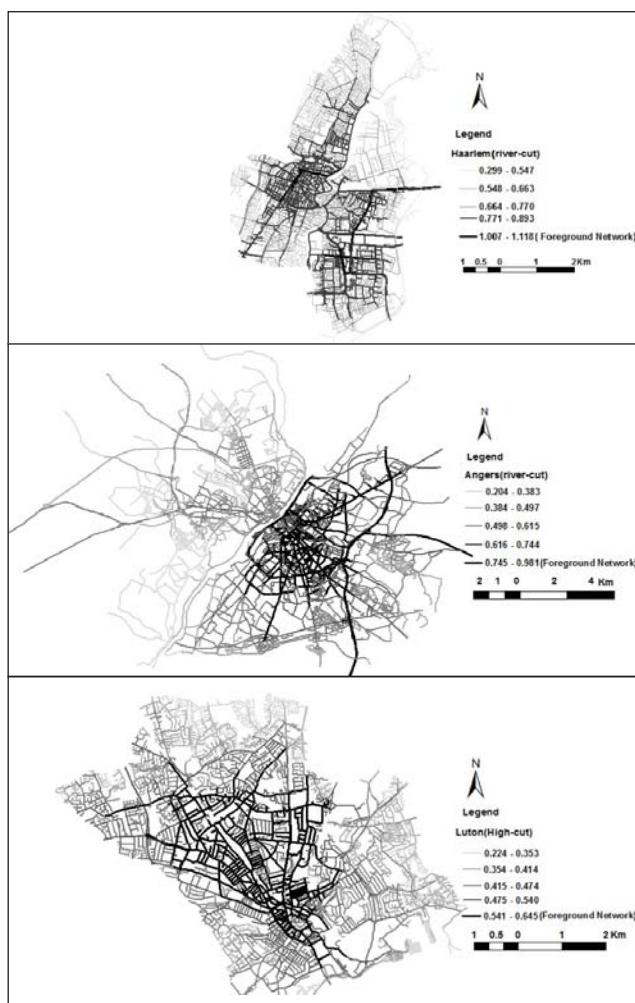 N
Legend
Haarlem(river-cut)
0.299 - 0.547
0.548 - 0.663
0.664 - 0.770
0.771 - 0.893
1.007 - 1.118( Foreground Network)
1 0.5 0 1 2Km
N
Legend
Angers(river-cut)
0.204 - 0.383
0.384 - 0.497
0.498 - 0.615
0.616 - 0.744
0.745 - 0.981(Foreground Network)
2 1 0 2 4 Km
N
Legend
Luton(High-cut)
0.224 - 0.353
0.354 - 0.414
0.415 - 0.474
0.475 - 0.540
0.541 - 0.645(Foreground Network)
1 0.5 0 1 2 Km